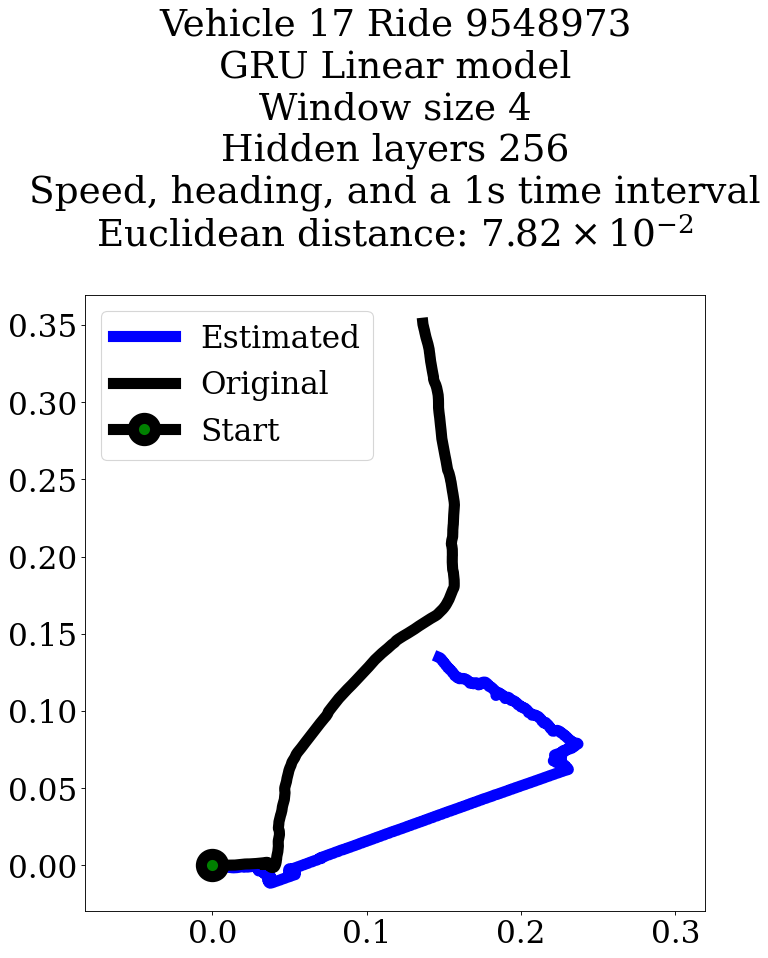 Vehicle 17 Ride 9548973
GRU Linear model
Window size 4
Hidden layers 256
Speed, heading, and a 1s time interval
Euclidean distance: 7.82 × 10⁻²
Estimated
Original
Start
0.35
0.30
0.25
0.20
0.15
0.10
0.05
0.00
0.0 0.1 0.2 0.3